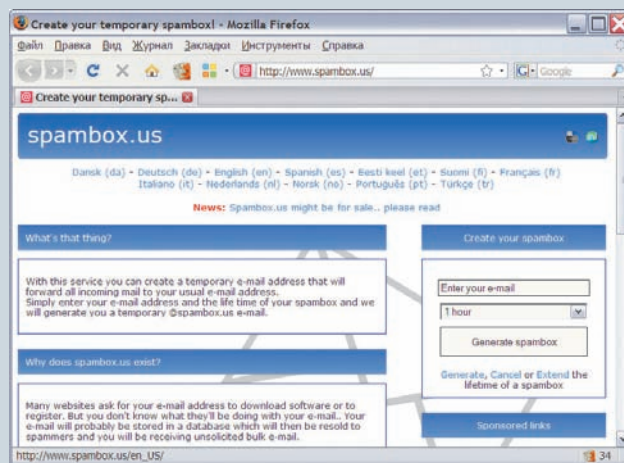 Create your temporary spambox! - Mozilla Firefox
Файл Правка Вид Журнал Закладки Инструменты Справка
http://www.spambox.us/
Google
Create your temporary sp...
spambox.us
Dansk (da) - Deutsch (de) - English (en) - Spanish (es) - Eesti keel (et) - Suomi (fi) - Français (fr)
Italiano (it) - Nederlands (nl) - Norsk (no) - Português (pt) - Türkçe (tr)
News: Spambox.us might be for sale.. please read
What's that thing?
With this service you can create a temporary e-mail address that will
forward all incoming mail to your usual e-mail address.
Simply enter your e-mail address and the life time of your spambox and we
will generate you a temporary @spambox.us e-mail.
Why does spambox.us exist?
Many websites ask for your e-mail address to download software or to
register. But you don't know what they'll be doing with your e-mail.. Your
e-mail will probably be stored in a database which will then be resold to
spammers and you will be receiving unsolicited bulk e-mail.
Create your spambox
Enter your e-mail
1 hour
Generate spambox
Generate, Cancel or Extend the
lifetime of a spambox
Sponsored links
http://www.spambox.us/en_US/
34